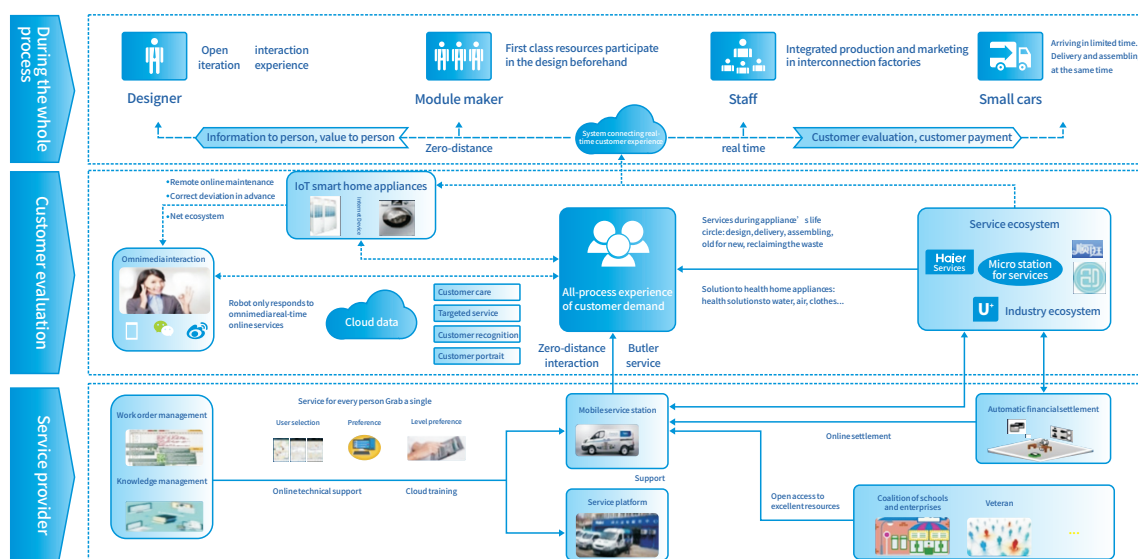 During the whole
process
Open interaction
iteration experience
Designer
First class resources participate
in the design beforehand
Module maker
Integrated production and marketing
in interconnection factories
Staff
Arriving in limited time.
Delivery and assemblin
at the same time
Small cars
Information to person, value to person
Zero-distance
System connecting real-
time customer experience
real time
Customer evaluation, customer payment
Customer evaluation
•Remote online maintenance
•Correct deviation in advance
•Net ecosystem
IoT smart home appliances
Internet Device
Omnimedia interaction
Robot only responds to
omnimediareal-time
online services
Cloud data
Customer care
Targeted service
Customer recognition
Customer portrait
All-process experience
of customer demand
Services during appliance's life
circle: design, delivery, assembling,
old for new, reclaiming the waste
Solution to health home appliances:
health solutionsto water, air, clothes...
Service ecosystem
Haier
Services
Micro station
for services
U+
Industry ecosystem
Zero-distance
interaction
Butler
service
Service provider
Work order management
Knowledge management
Service for every person Grab a single
User selection
Preference
Level preference
Online technical support
Cloud training
Mobile service station
Support
Service platform
Online settlement
Automatic financial settlement
Open access to
excellent resources
Coalition of schools
and enterprises
Veteran
...